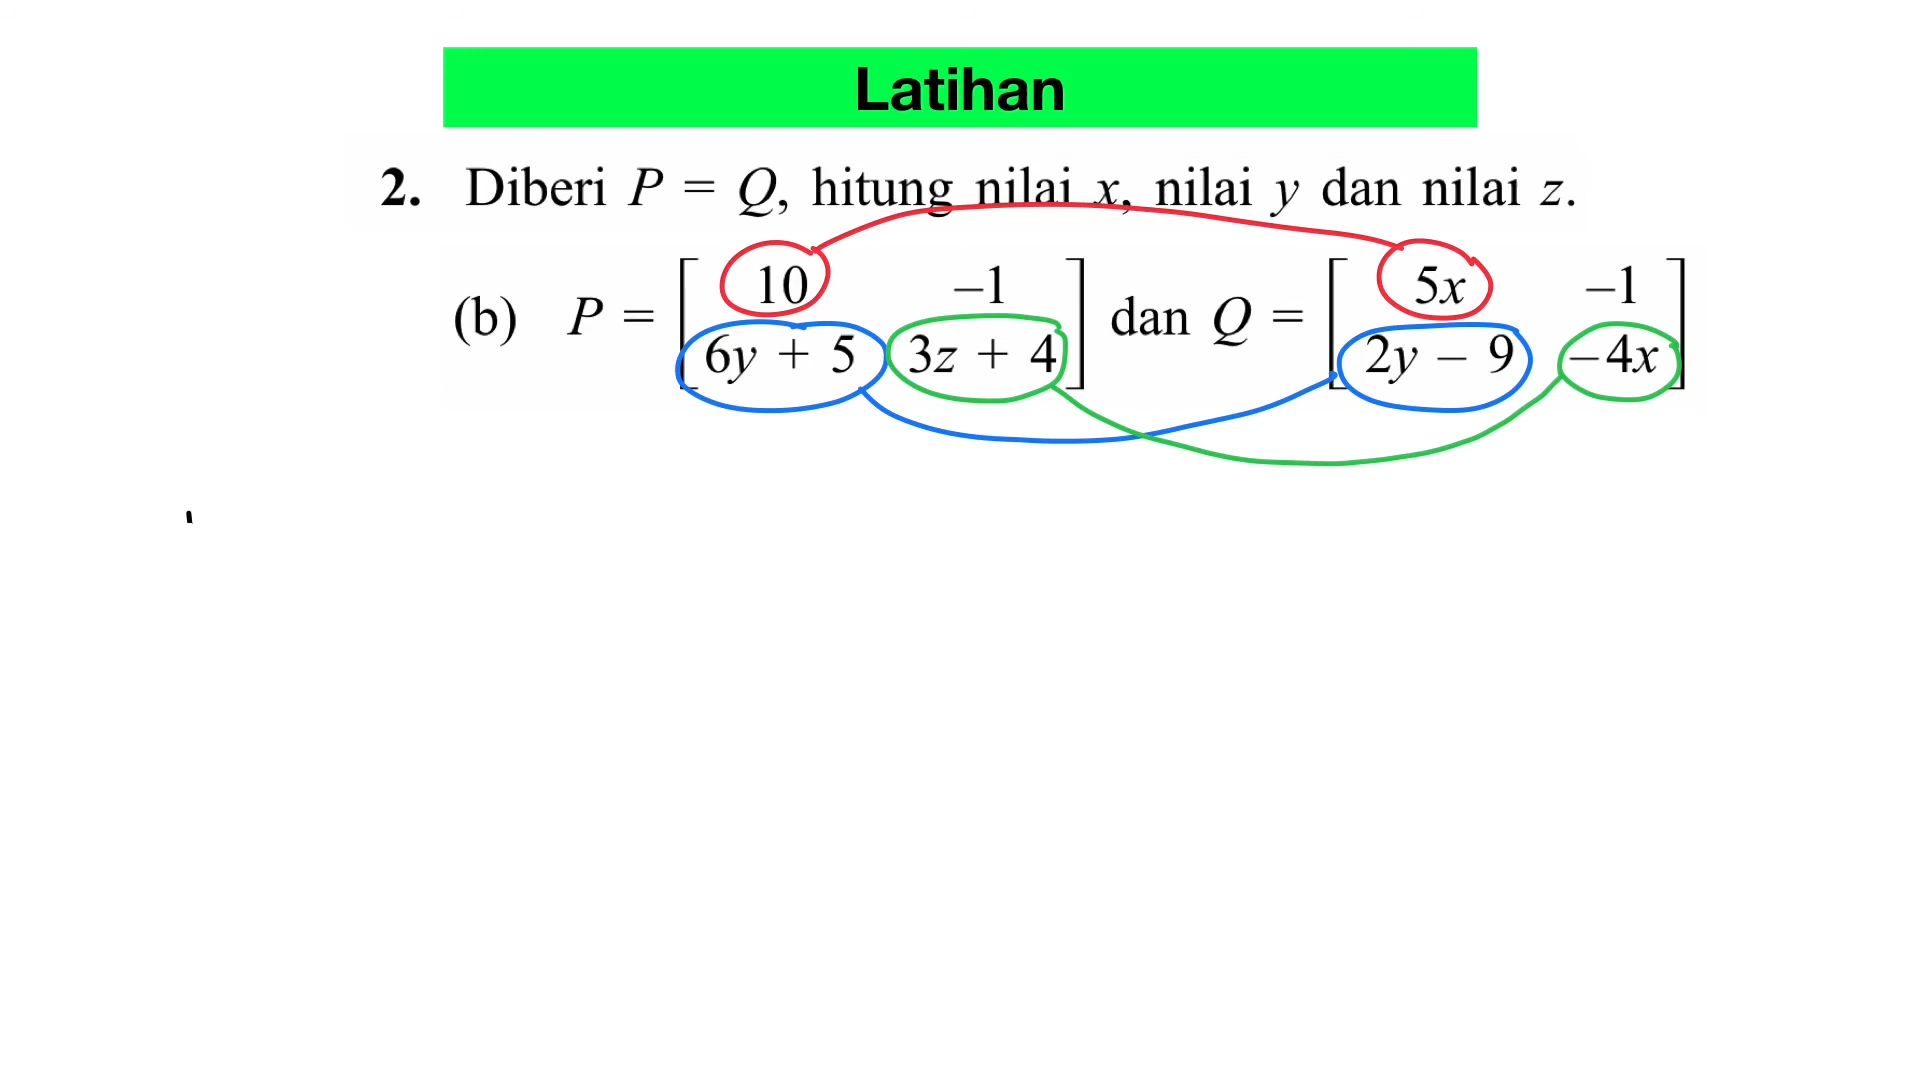 Latihan
2. Diberi P = Q, hitung nilai x, nilai y dan nilai z.
(b) P = [ 10 –1 ] dan Q = [ 5x –1 ]
[ 6y + 5 3z + 4 ] [ 2y – 9 –4x ]